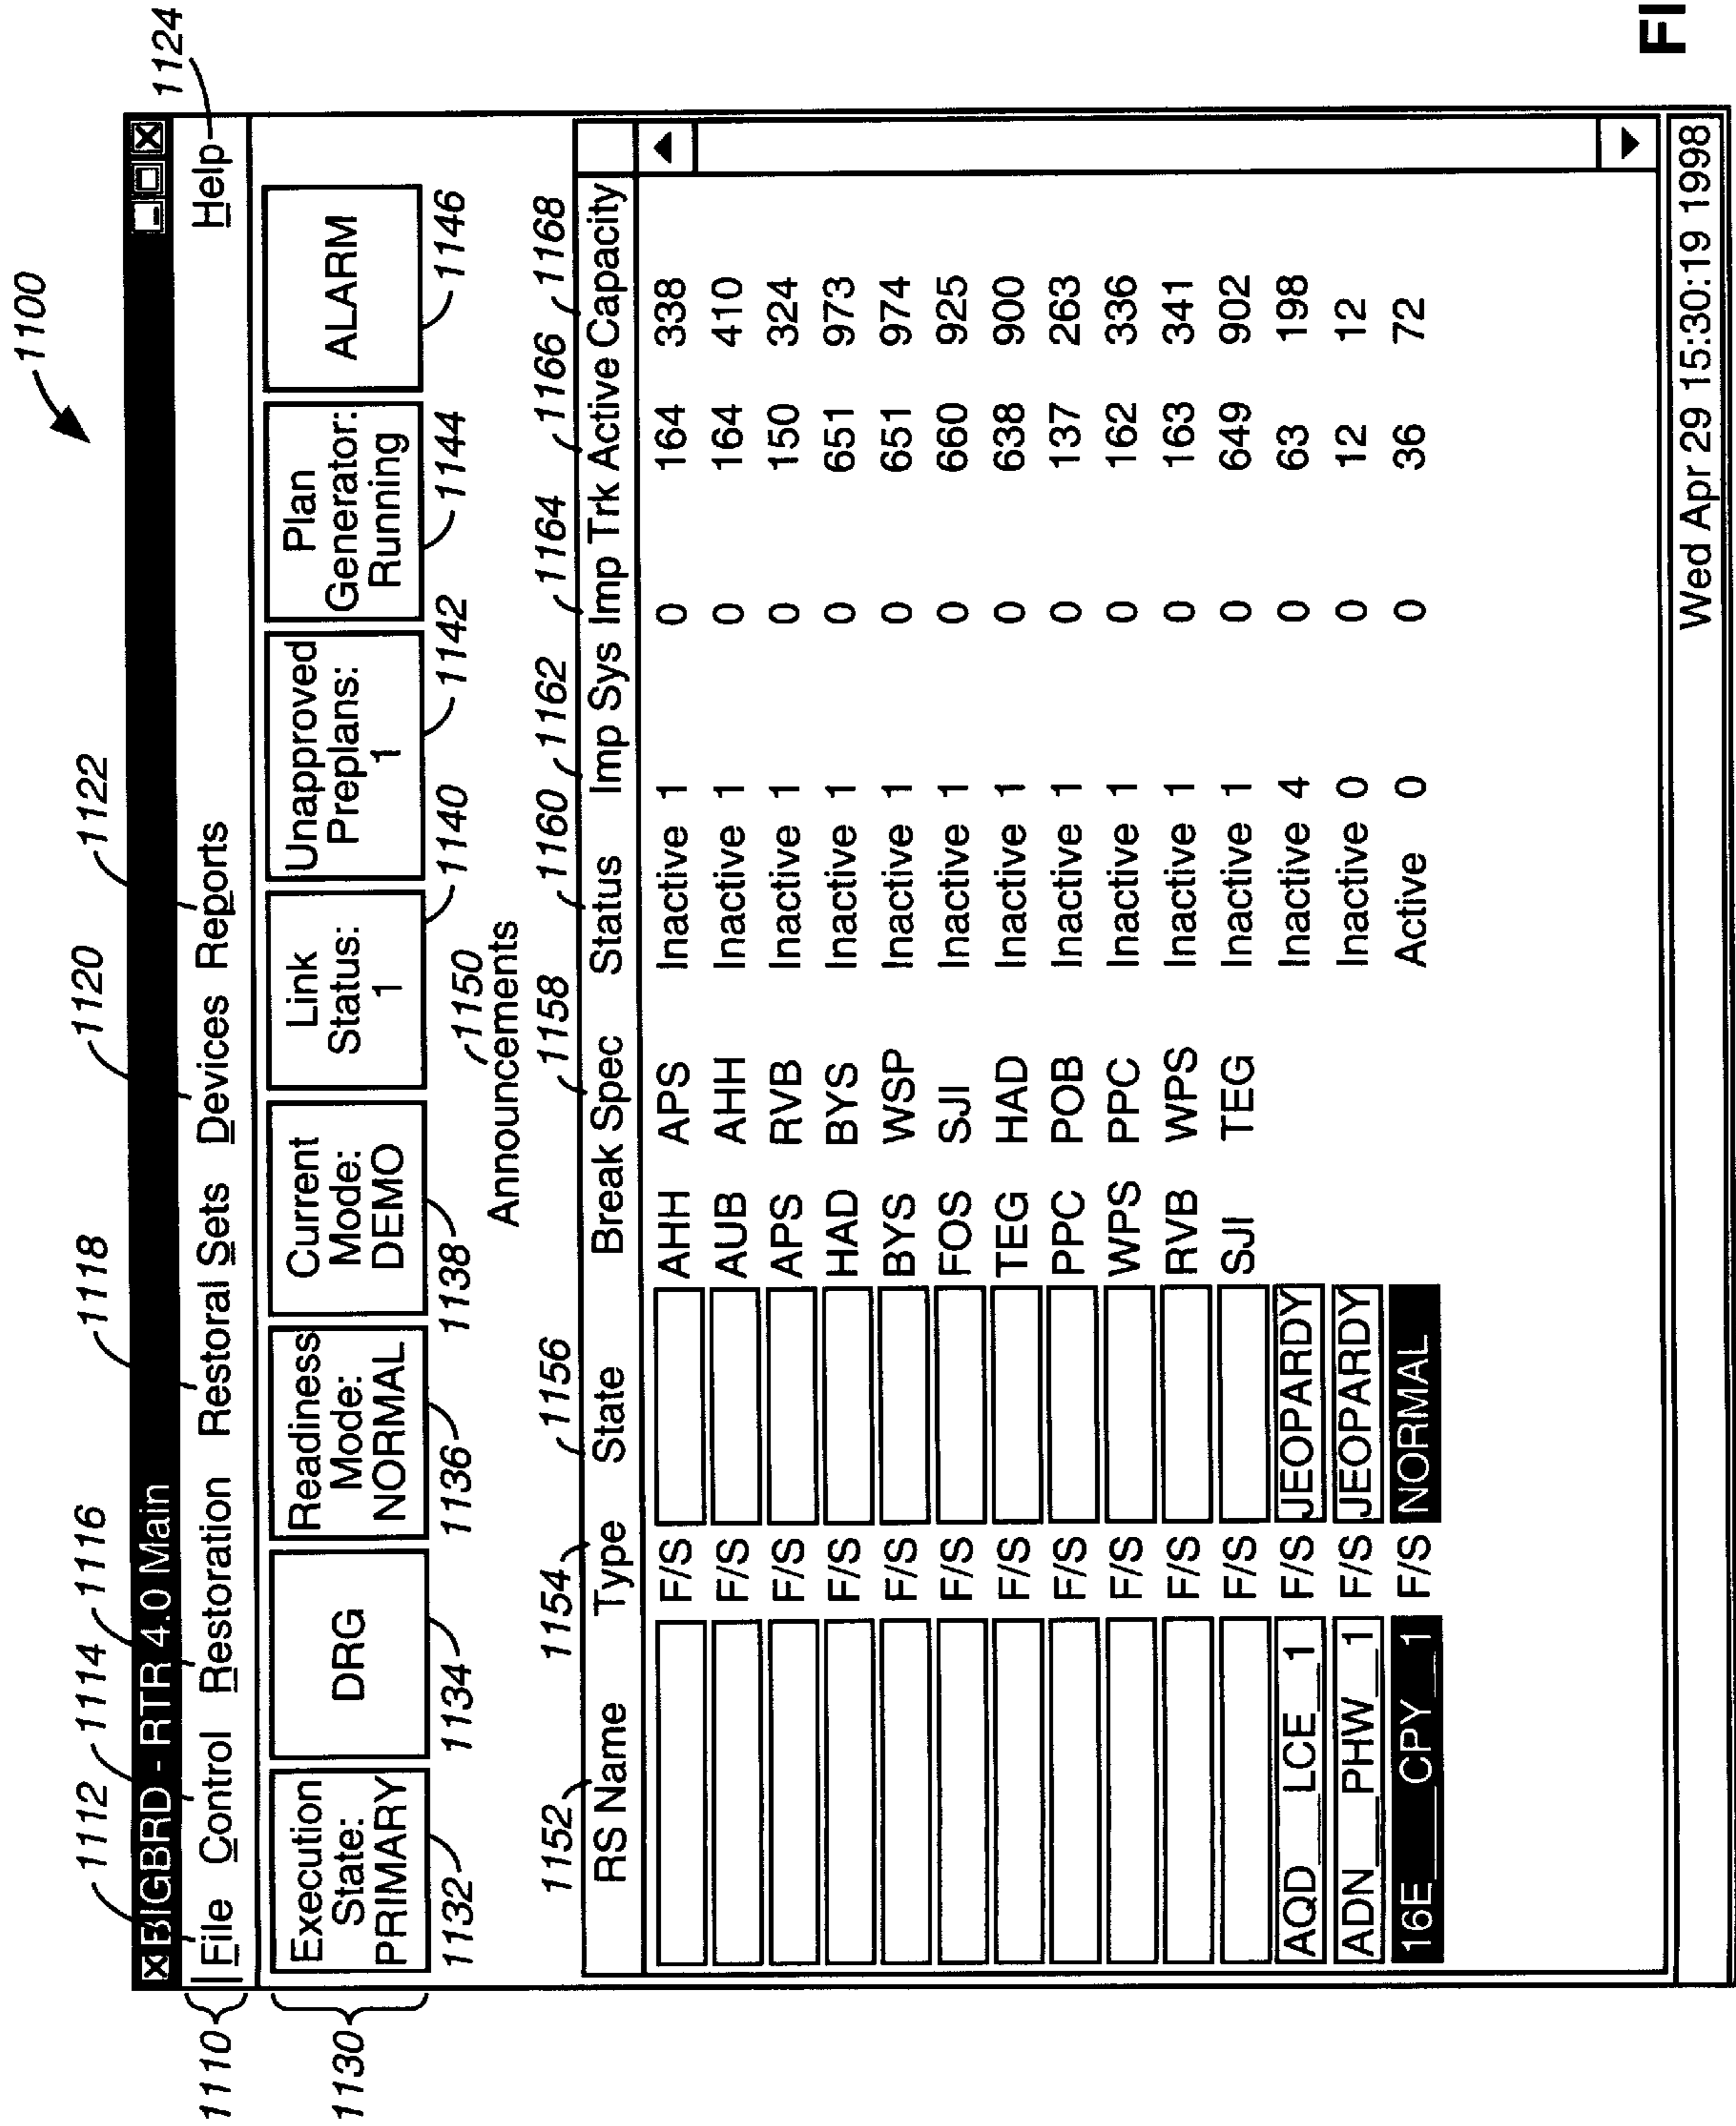 1100
1112 1114 1116 1118 1120 1122 1124
BIGBRD - RTR 4.0 Main
1110 File Control Restoration Restoral Sets Devices Reports Help
1130
Execution State: PRIMARY
DRG
Readiness Mode: NORMAL
Current Mode: DEMO
Link Status: 1
Unapproved Preplans: 1
Plan Generator: Running
ALARM
1132 1134 1136 1138 1140 1142 1144 1146
1150
Announcements
1152 1154 1156 1158 1160 1162 1164 1166 1168
RS Name Type State Break Spec Status Imp Sys Imp Trk Active Capacity
F/S AHH APS Inactive 1 0 164 338
F/S AUB AHH Inactive 1 0 164 410
F/S APS RVB Inactive 1 0 150 324
F/S HAD BYS Inactive 1 0 651 973
F/S BYS WSP Inactive 1 0 651 974
F/S FOS SJI Inactive 1 0 660 925
F/S TEG HAD Inactive 1 0 638 900
F/S PPC POB Inactive 1 0 137 263
F/S WPS PPC Inactive 1 0 162 336
F/S RVB WPS Inactive 1 0 163 341
F/S SJI TEG Inactive 1 0 649 902
AQD__LCE_1 F/S JEOPARDY Inactive 4 0 63 198
ADN__PHW_1 F/S JEOPARDY Inactive 0 0 12 12
16E__CPY_1 F/S NORMAL Active 0 0 36 72
Wed Apr 29 15:30:19 1998
FI